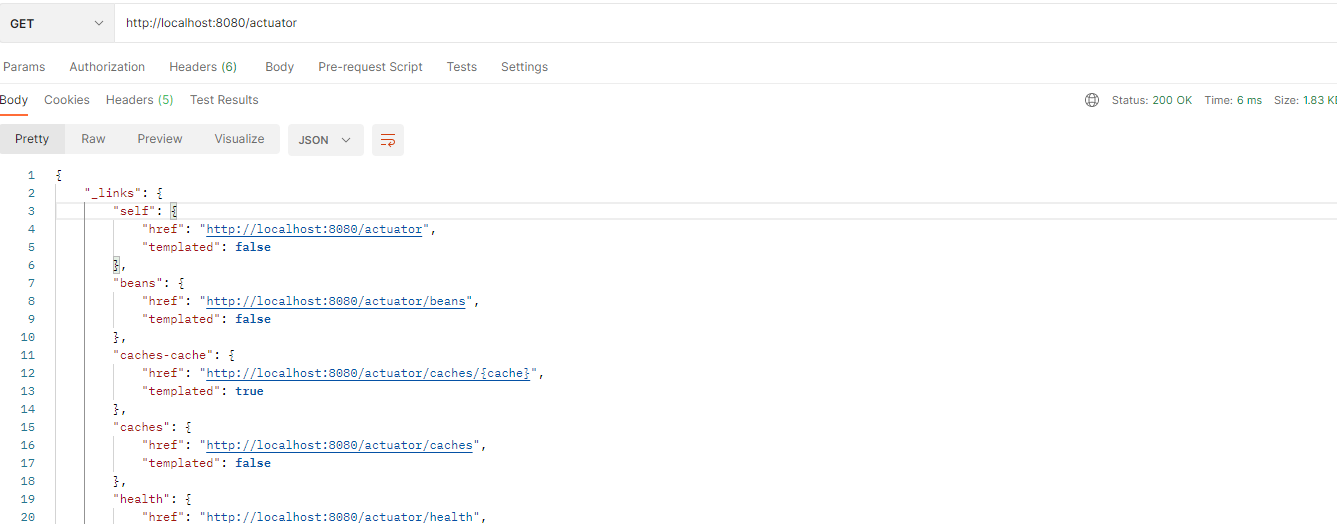 GET http://localhost:8080/actuator
Params Authorization Headers (6) Body Pre-request Script Tests Settings
Body Cookies Headers (5) Test Results Status: 200 OK Time: 6 ms Size: 1.83 KB
Pretty Raw Preview Visualize JSON
1 {
2 "_links": {
3 "self": {
4 "href": "http://localhost:8080/actuator",
5 "templated": false
6 },
7 "beans": {
8 "href": "http://localhost:8080/actuator/beans",
9 "templated": false
10 },
11 "caches-cache": {
12 "href": "http://localhost:8080/actuator/caches/{cache}",
13 "templated": true
14 },
15 "caches": {
16 "href": "http://localhost:8080/actuator/caches",
17 "templated": false
18 },
19 "health": {
20 "href": "http://localhost:8080/actuator/health",